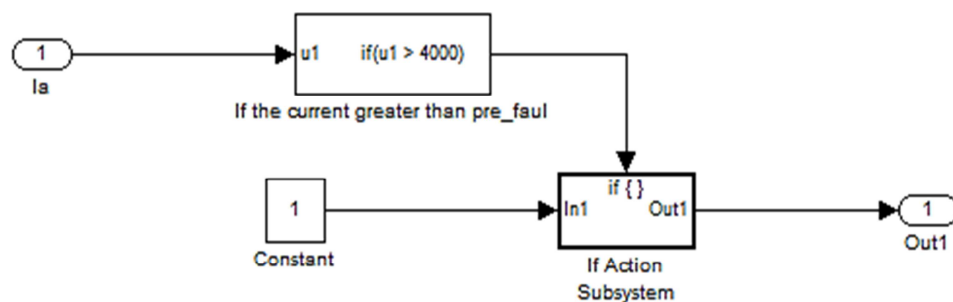 1
Ia
u1 if(u1 > 4000)
If the current greater than pre_faul
1
Constant
if { }
In1 Out1
If Action
Subsystem
1
Out1